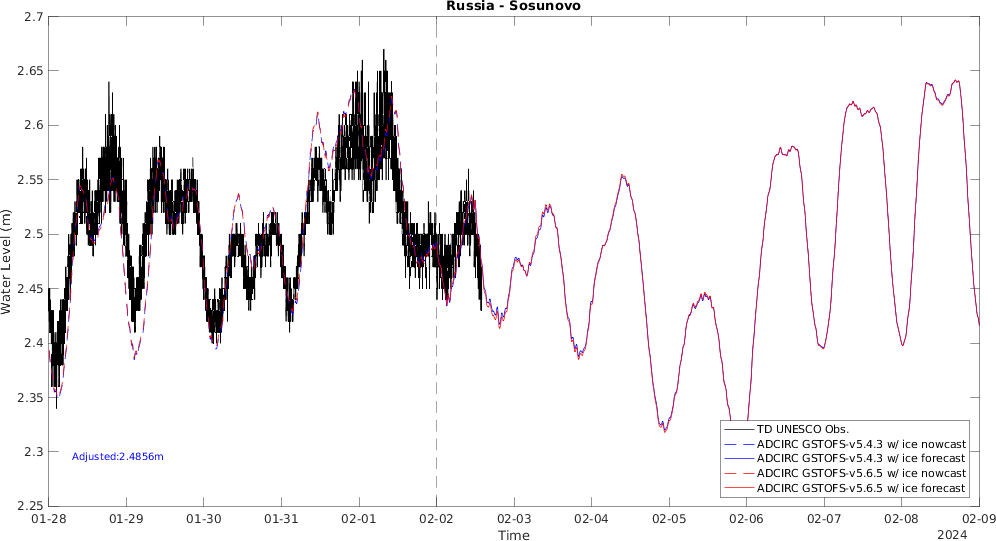 Russia - Sosunovo
2.7
2.65
2.6
2.55
2.5
2.45
2.4
2.35
2.3
2.25
Water Level (m)
Adjusted:2.4856m
TD UNESCO Obs.
ADCIRC GSTOFS-v5.4.3 w/ ice nowcast
ADCIRC GSTOFS-v5.4.3 w/ ice forecast
ADCIRC GSTOFS-v5.6.5 w/ ice nowcast
ADCIRC GSTOFS-v5.6.5 w/ ice forecast
01-28 01-29 01-30 01-31 02-01 02-02 02-03 02-04 02-05 02-06 02-07 02-08 02-09
Time
2024